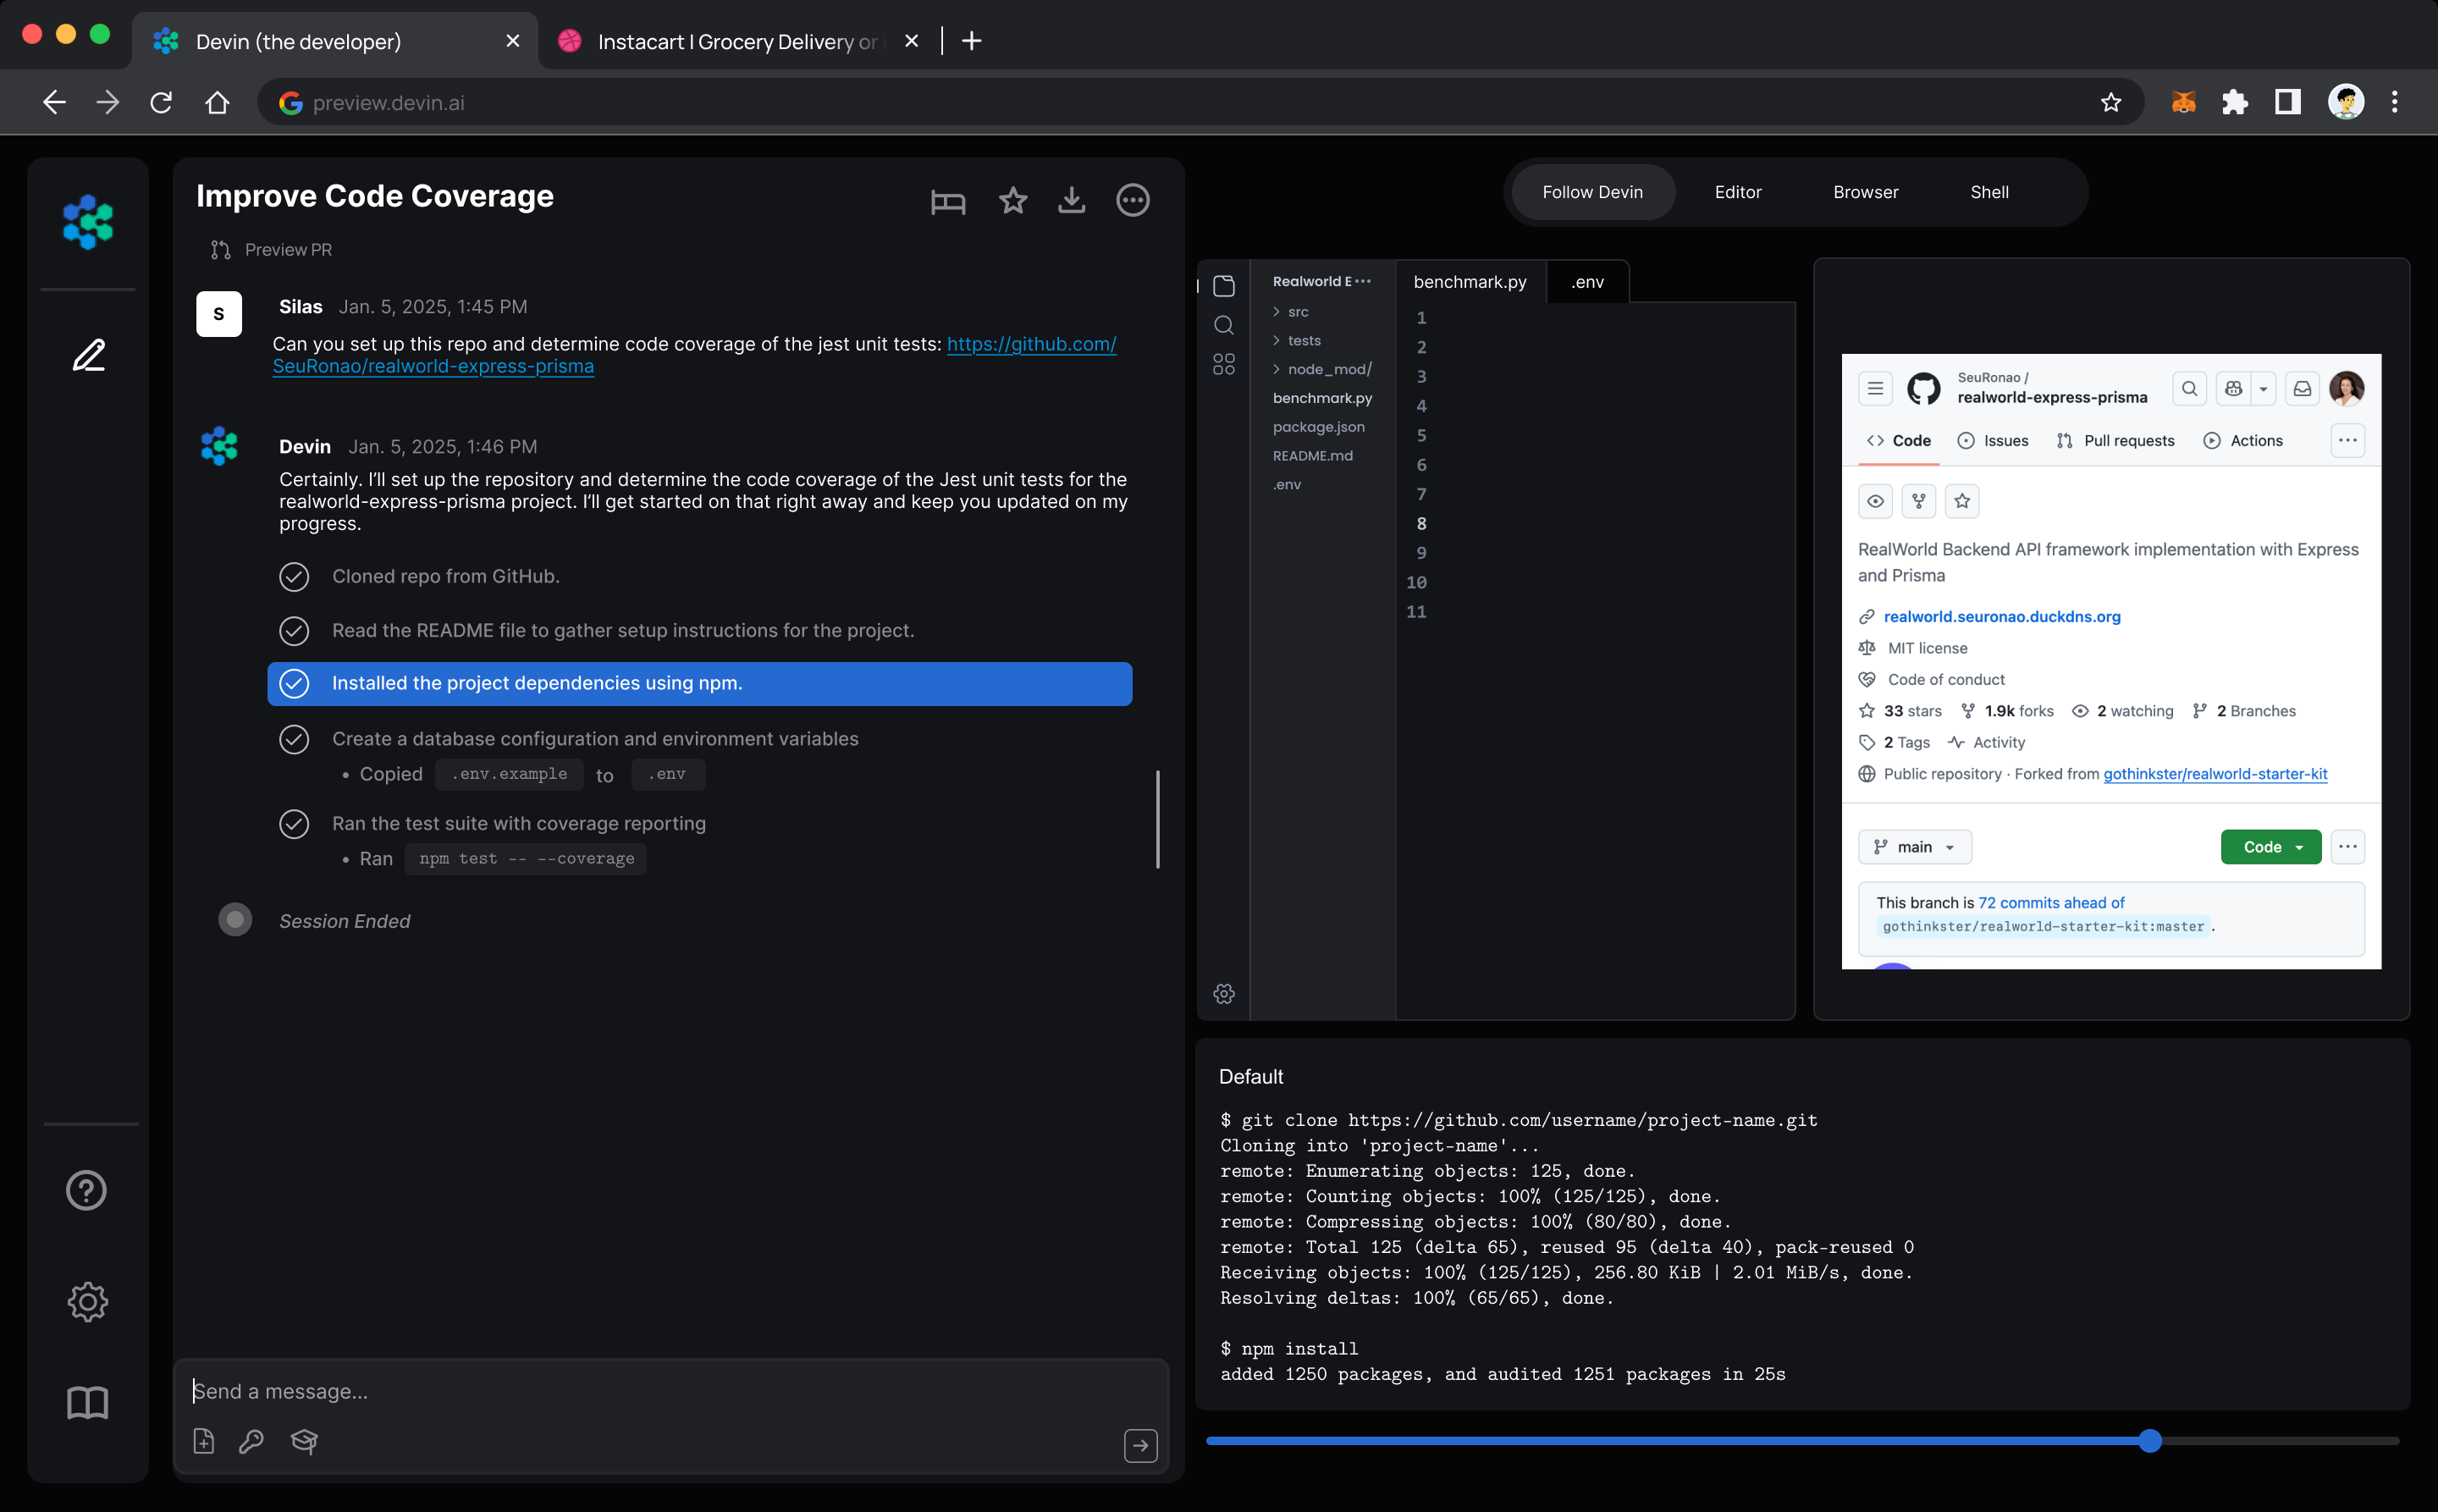 Devin (the developer)
Instacart | Grocery Delivery or
preview.devin.ai
Improve Code Coverage
Preview PR
S
Silas Jan. 5, 2025, 1:45 PM
Can you set up this repo and determine code coverage of the jest unit tests: https://github.com/
SeuRonao/realworld-express-prisma
Devin Jan. 5, 2025, 1:46 PM
Certainly. I'll set up the repository and determine the code coverage of the Jest unit tests for the
realworld-express-prisma project. I'll get started on that right away and keep you updated on my
progress.
Cloned repo from GitHub.
Read the README file to gather setup instructions for the project.
Installed the project dependencies using npm.
Create a database configuration and environment variables
• Copied .env.example to .env
Ran the test suite with coverage reporting
• Ran npm test -- --coverage
Session Ended
Send a message...
Follow Devin
Editor
Browser
Shell
Realworld E...
src
tests
node_mod/
benchmark.py
package.json
README.md
.env
benchmark.py
.env
1
2
3
4
5
6
7
8
9
10
11
SeuRonao /
realworld-express-prisma
Code
Issues
Pull requests
Actions
RealWorld Backend API framework implementation with Express
and Prisma
realworld.seuronao.duckdns.org
MIT license
Code of conduct
33 stars 1.9k forks 2 watching 2 Branches
2 Tags Activity
Public repository · Forked from gothinkster/realworld-starter-kit
main
Code
This branch is 72 commits ahead of
gothinkster/realworld-starter-kit:master .
Default
$ git clone https://github.com/username/project-name.git
Cloning into 'project-name'...
remote: Enumerating objects: 125, done.
remote: Counting objects: 100% (125/125), done.
remote: Compressing objects: 100% (80/80), done.
remote: Total 125 (delta 65), reused 95 (delta 40), pack-reused 0
Receiving objects: 100% (125/125), 256.80 KiB | 2.01 MiB/s, done.
Resolving deltas: 100% (65/65), done.
$ npm install
added 1250 packages, and audited 1251 packages in 25s